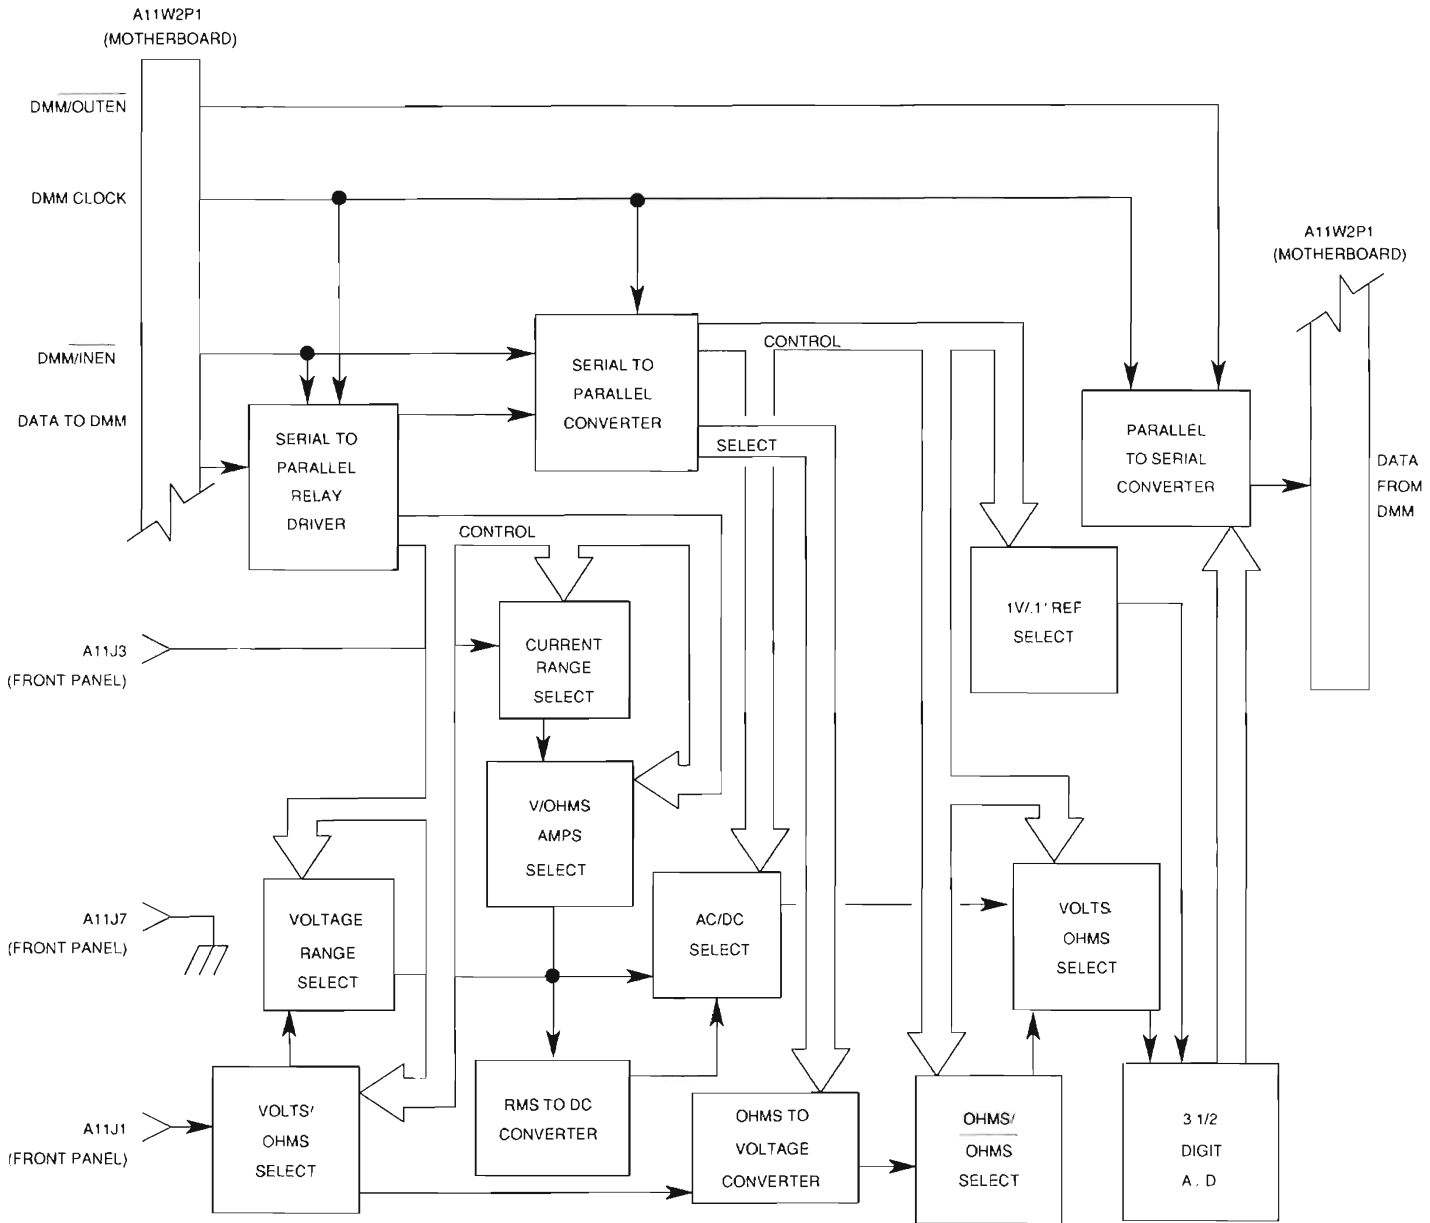 A11W2P1
(MOTHERBOARD)
DMM/OUTEN
DMM CLOCK
A11W2P1
(MOTHERBOARD)
DMM/INEN
DATA TO DMM
SERIAL TO
PARALLEL
RELAY
DRIVER
SERIAL TO
PARALLEL
CONVERTER
CONTROL
SELECT
PARALLEL
TO SERIAL
CONVERTER
DATA
FROM
DMM
CONTROL
A11J3
(FRONT PANEL)
CURRENT
RANGE
SELECT
1V/.1' REF
SELECT
V/OHMS
AMPS
SELECT
A11J7
(FRONT PANEL)
VOLTAGE
RANGE
SELECT
AC/DC
SELECT
VOLTS
OHMS
SELECT
A11J1
(FRONT PANEL)
VOLTS/
OHMS
SELECT
RMS TO DC
CONVERTER
OHMS TO
VOLTAGE
CONVERTER
OHMS/
OHMS
SELECT
3 1/2
DIGIT
A . D